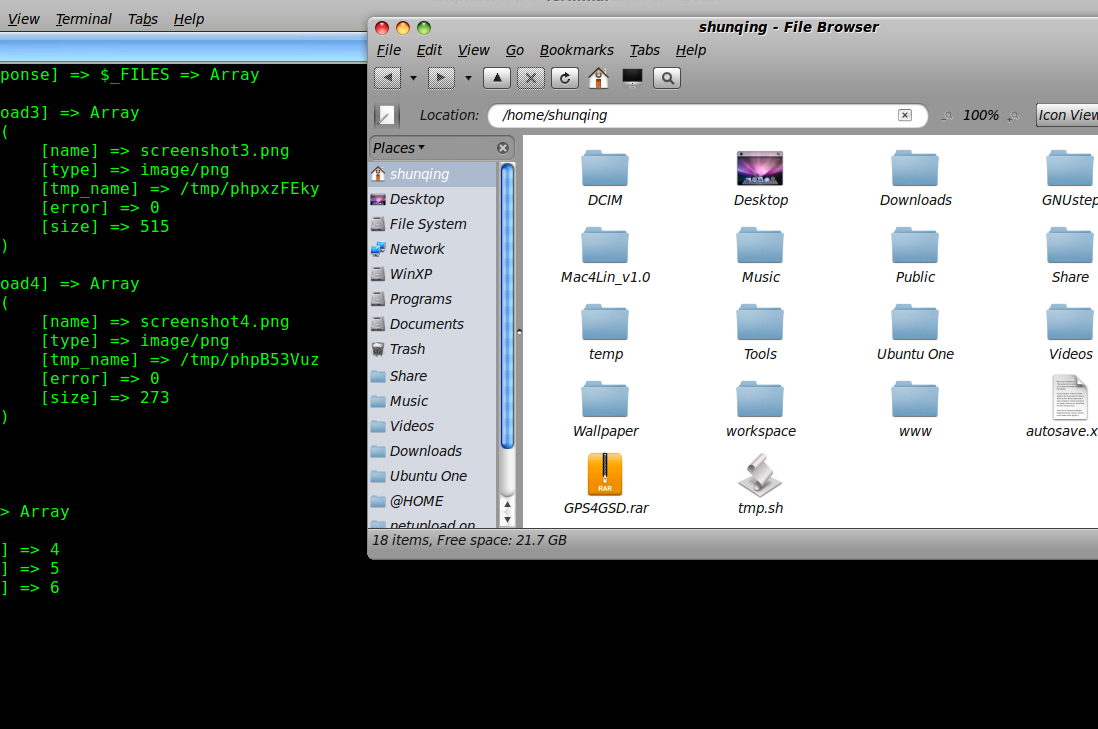 View Terminal Tabs Help
ponse] => $_FILES => Array
oad3] => Array
(
[name] => screenshot3.png
[type] => image/png
[tmp_name] => /tmp/phpxzFEky
[error] => 0
[size] => 515
)
oad4] => Array
(
[name] => screenshot4.png
[type] => image/png
[tmp_name] => /tmp/phpB53Vuz
[error] => 0
[size] => 273
)
> Array
] => 4
] => 5
] => 6
shunqing - File Browser
File Edit View Go Bookmarks Tabs Help
Location: /home/shunqing 100% Icon View
Places
shunqing
Desktop
File System
Network
WinXP
Programs
Documents
Trash
Share
Music
Videos
Downloads
Ubuntu One
@HOME
netupload on
DCIM Desktop Downloads GNUstep
Mac4Lin_v1.0 Music Public Share
temp Tools Ubuntu One Videos
Wallpaper workspace www autosave.x
RAR
GPS4GSD.rar tmp.sh
18 items, Free space: 21.7 GB